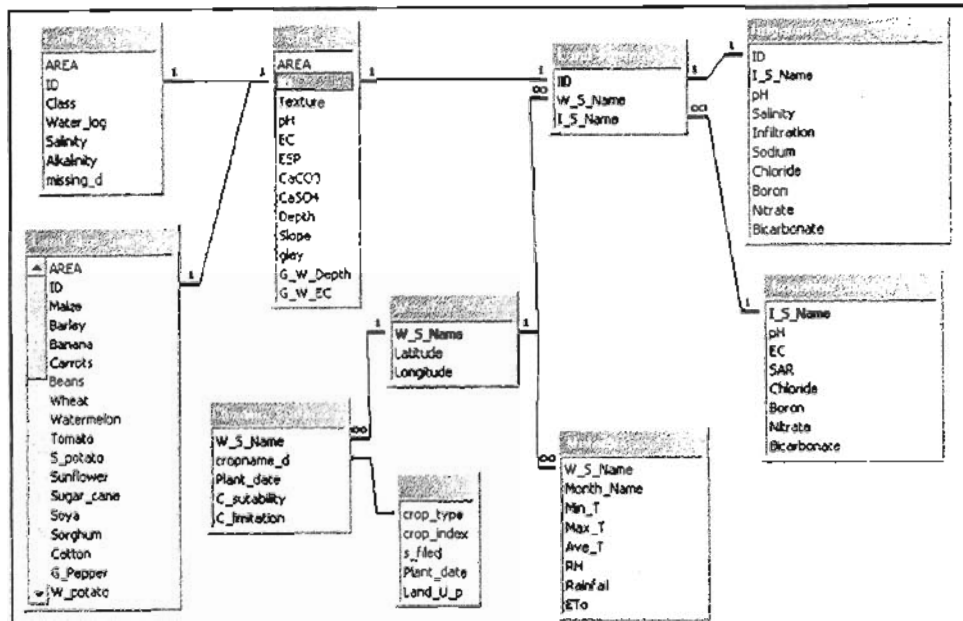 AREA
ID
Class
Water_log
Salinity
Alkalinity
missing_d
AREA
Texture
pH
EC
ESP
CaCO3
CaSO4
Depth
Slope
gley
G_W_Depth
G_W_EC
IID
W_S_Name
I_S_Name
ID
I_S_Name
pH
Salinity
Infiltration
Sodium
Chloride
Boron
Nitrate
Bicarbonate
AREA
ID
Maize
Barley
Banana
Carrots
Beans
Wheat
Watermelon
Tomato
S_potato
Sunflower
Sugar_cane
Soya
Sorghum
Cotton
G_Pepper
W_potato
W_S_Name
Latitude
Longitude
I_S_Name
pH
EC
SAR
Chloride
Boron
Nitrate
Bicarbonate
W_S_Name
cropname_d
Plant_date
C_sutability
C_limitation
crop_type
crop_index
s_filed
Plant_date
Land_U_p
W_S_Name
Month_Name
Min_T
Max_T
Ave_T
RH
Rainfall
ETo
1
1
1
1
1
1
1
1
1
1
∞
∞
∞
∞